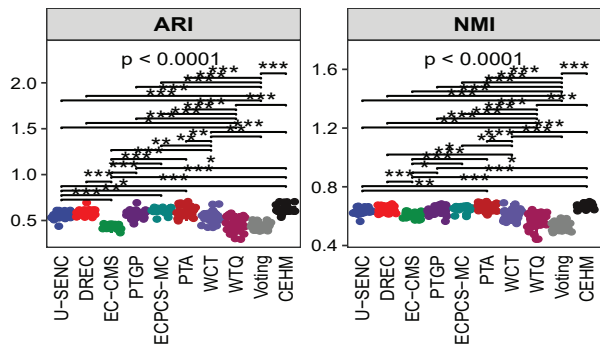 ARI
NMI
p < 0.0001
p < 0.0001
2.0
1.5
1.0
0.5
1.6
1.2
0.8
0.4
U-SENC
DREC
EC-CMS
PTGP
ECPCS-MC
PTA
WCT
WTQ
Voting
CEHM
U-SENC
DREC
EC-CMS
PTGP
ECPCS-MC
PTA
WCT
WTQ
Voting
CEHM